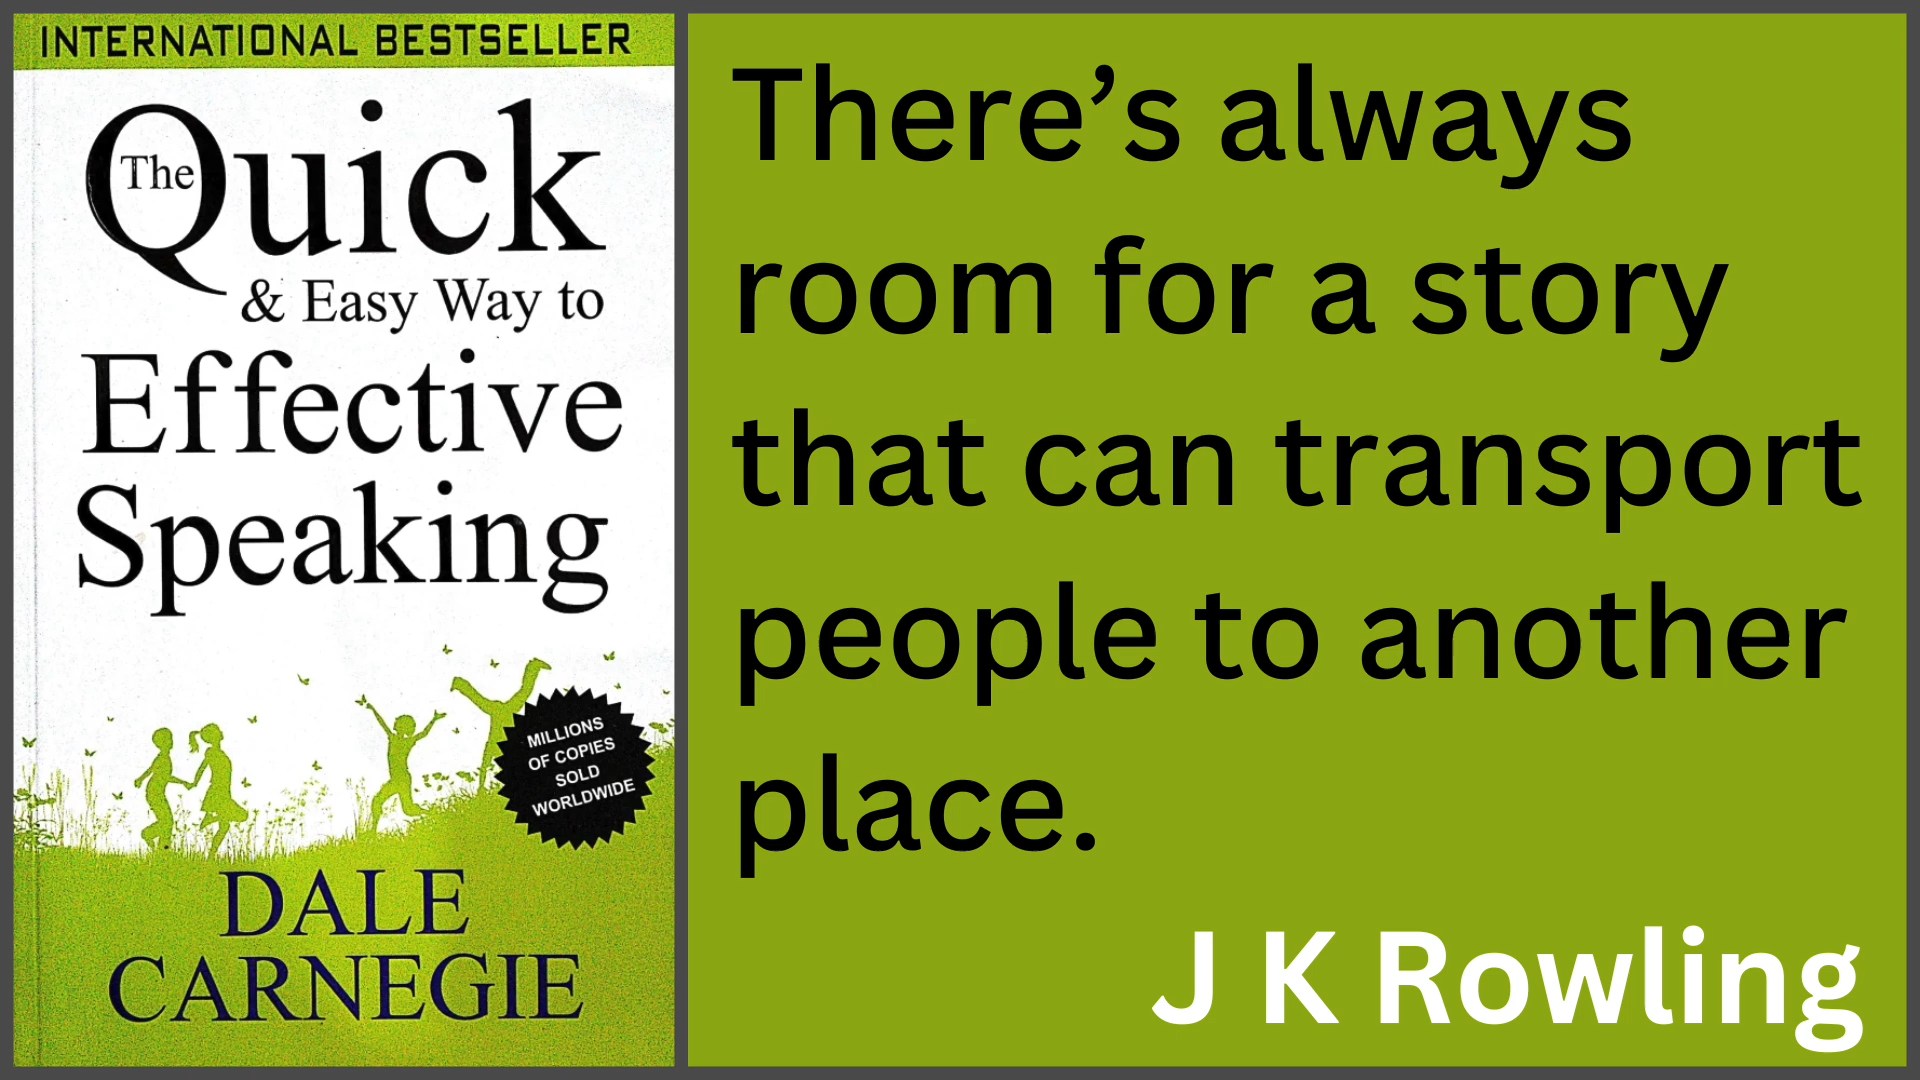 INTERNATIONAL BESTSELLER
The Quick
& Easy Way to
Effective
Speaking
MILLIONS
OF COPIES
SOLD
WORLDWIDE
DALE
CARNEGIE
There’s always
room for a story
that can transport
people to another
place.
J K Rowling